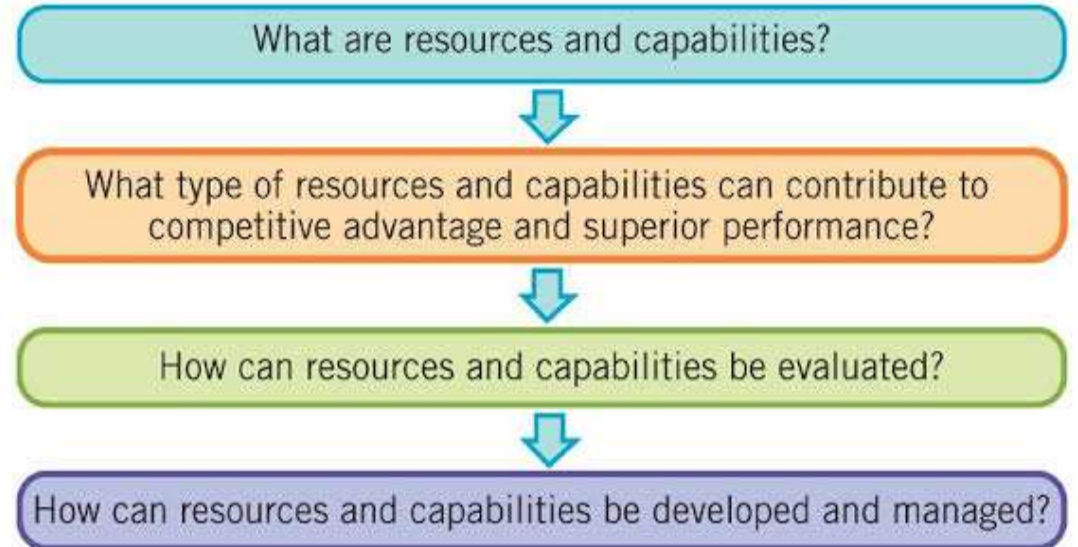 What are resources and capabilities?
What type of resources and capabilities can contribute to
competitive advantage and superior performance?
How can resources and capabilities be evaluated?
How can resources and capabilities be developed and managed?